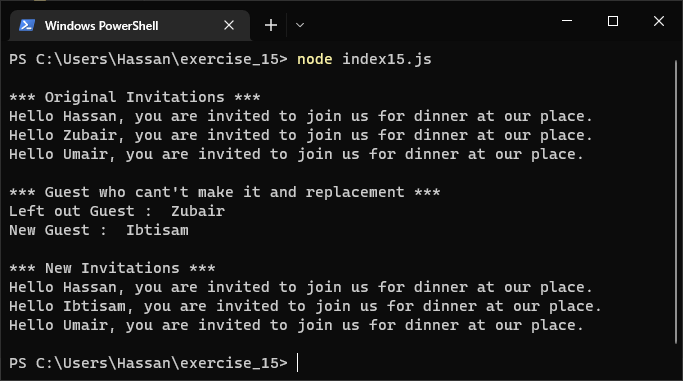 Windows PowerShell
PS C:\Users\Hassan\exercise_15> node index15.js
*** Original Invitations ***
Hello Hassan, you are invited to join us for dinner at our place.
Hello Zubair, you are invited to join us for dinner at our place.
Hello Umair, you are invited to join us for dinner at our place.
*** Guest who cant't make it and replacement ***
Left out Guest :  Zubair
New Guest :  Ibtisam
*** New Invitations ***
Hello Hassan, you are invited to join us for dinner at our place.
Hello Ibtisam, you are invited to join us for dinner at our place.
Hello Umair, you are invited to join us for dinner at our place.
PS C:\Users\Hassan\exercise_15>